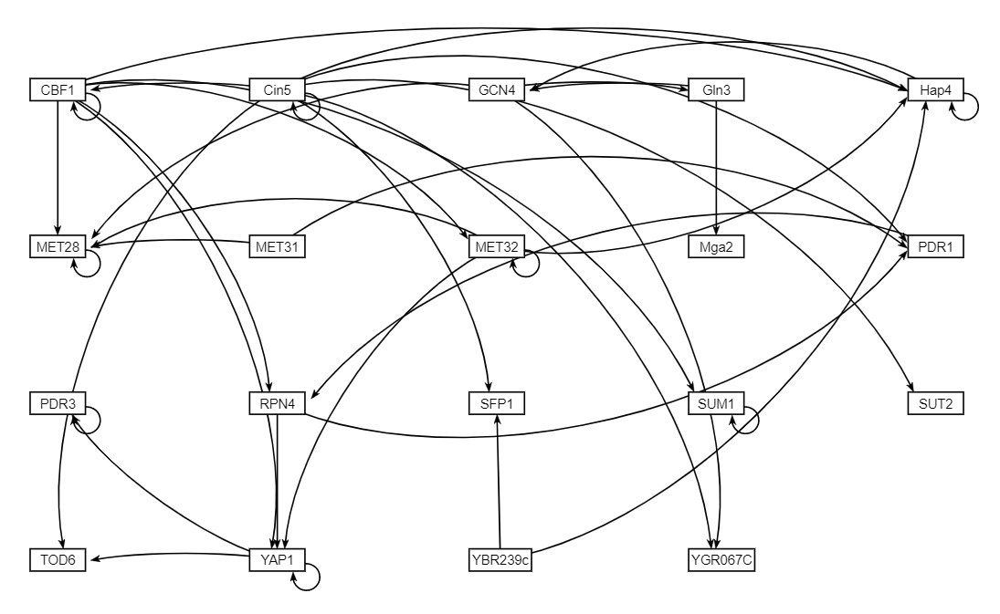 CBF1
Cin5
GCN4
Gln3
Hap4
MET28
MET31
MET32
Mga2
PDR1
PDR3
RPN4
SFP1
SUM1
SUT2
TOD6
YAP1
YBR239c
YGR067C